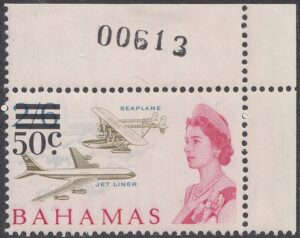 00613
2/6
50c
SEAPLANE
JET LINER
BAHAMAS